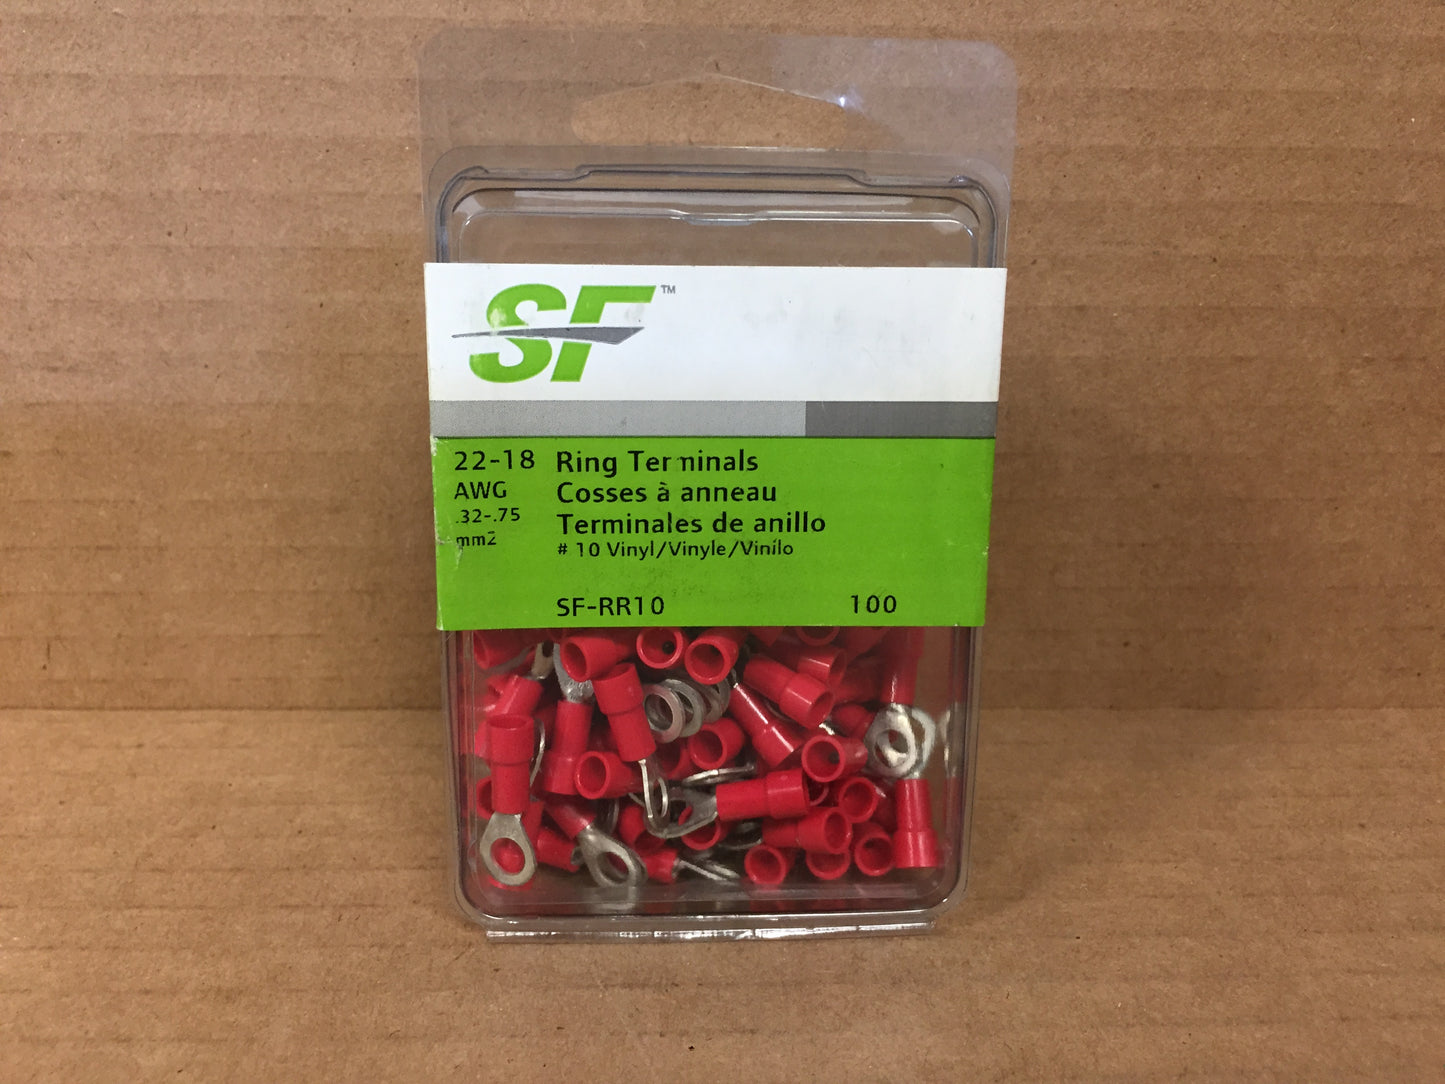 SF™
22-18 Ring Terminals
AWG Cosses à anneau
.32-.75 Terminales de anillo
mm2 # 10 Vinyl/Vinyle/Vinilo
SF-RR10 100